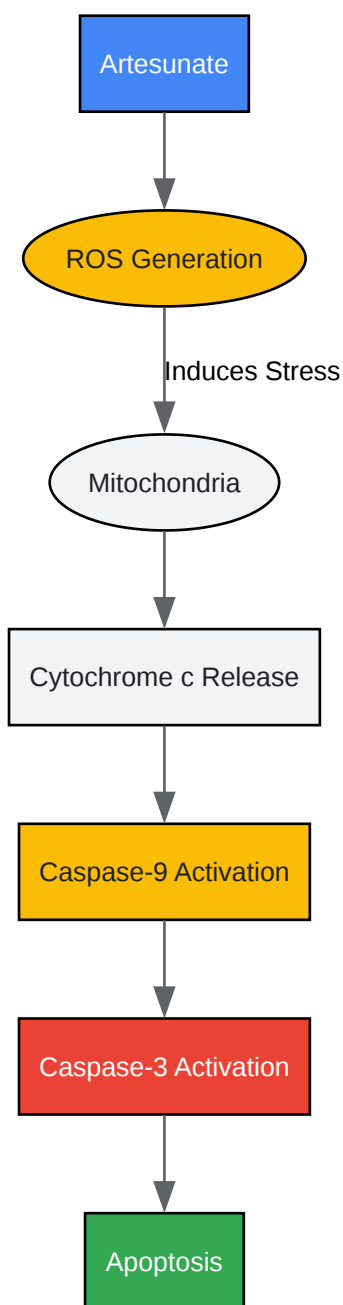 Artesunate
ROS Generation
Induces Stress
Mitochondria
Cytochrome c Release
Caspase-9 Activation
Caspase-3 Activation
Apoptosis